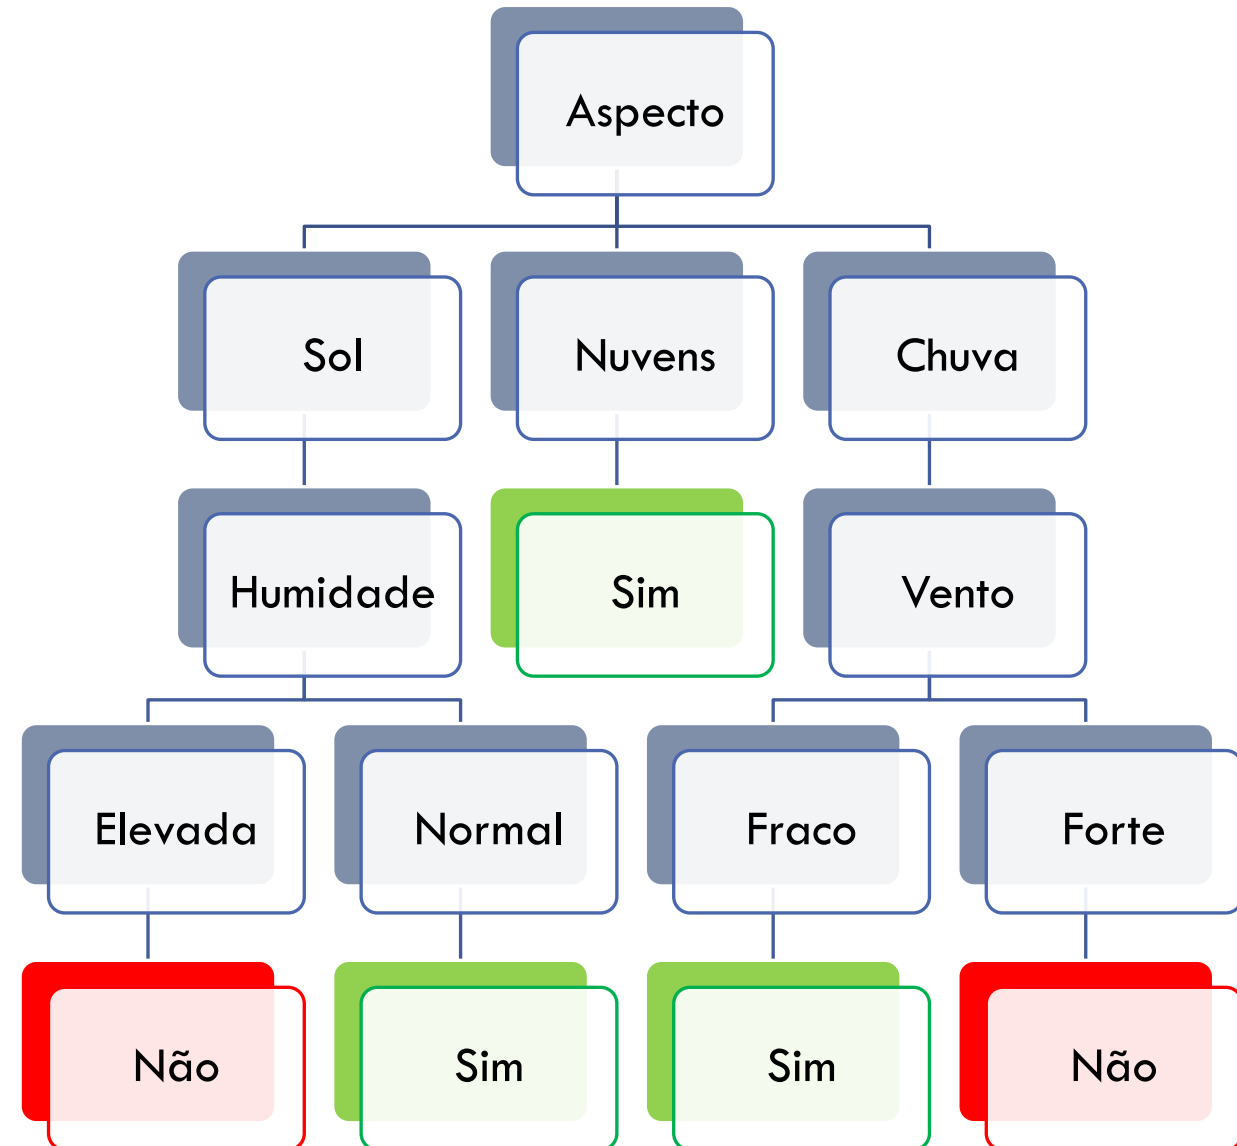 Aspecto
Sol
Nuvens
Chuva
Humidade
Sim
Vento
Elevada
Normal
Fraco
Forte
Não
Sim
Sim
Não